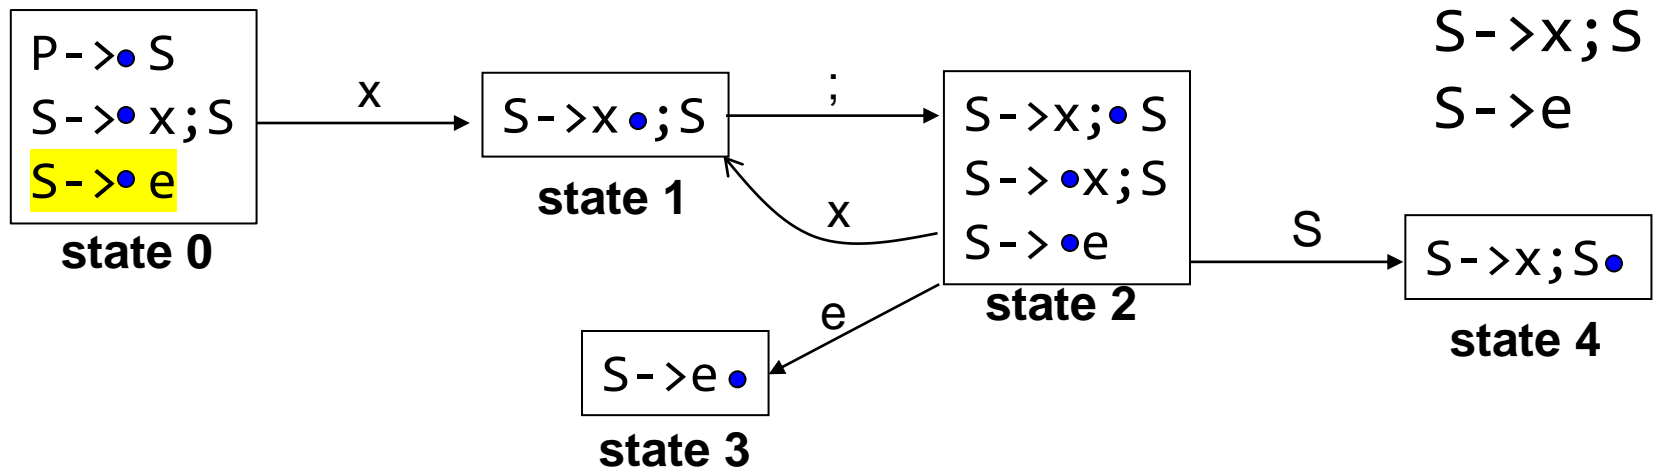 P->• S
S->• x;S
S->• e
state 0
x
S->x •;S
state 1
;
x
S->x;• S
S-> •x;S
S-> •e
state 2
e
S->e •
state 3
S
S->x;S•
state 4
S->x;S
S->e